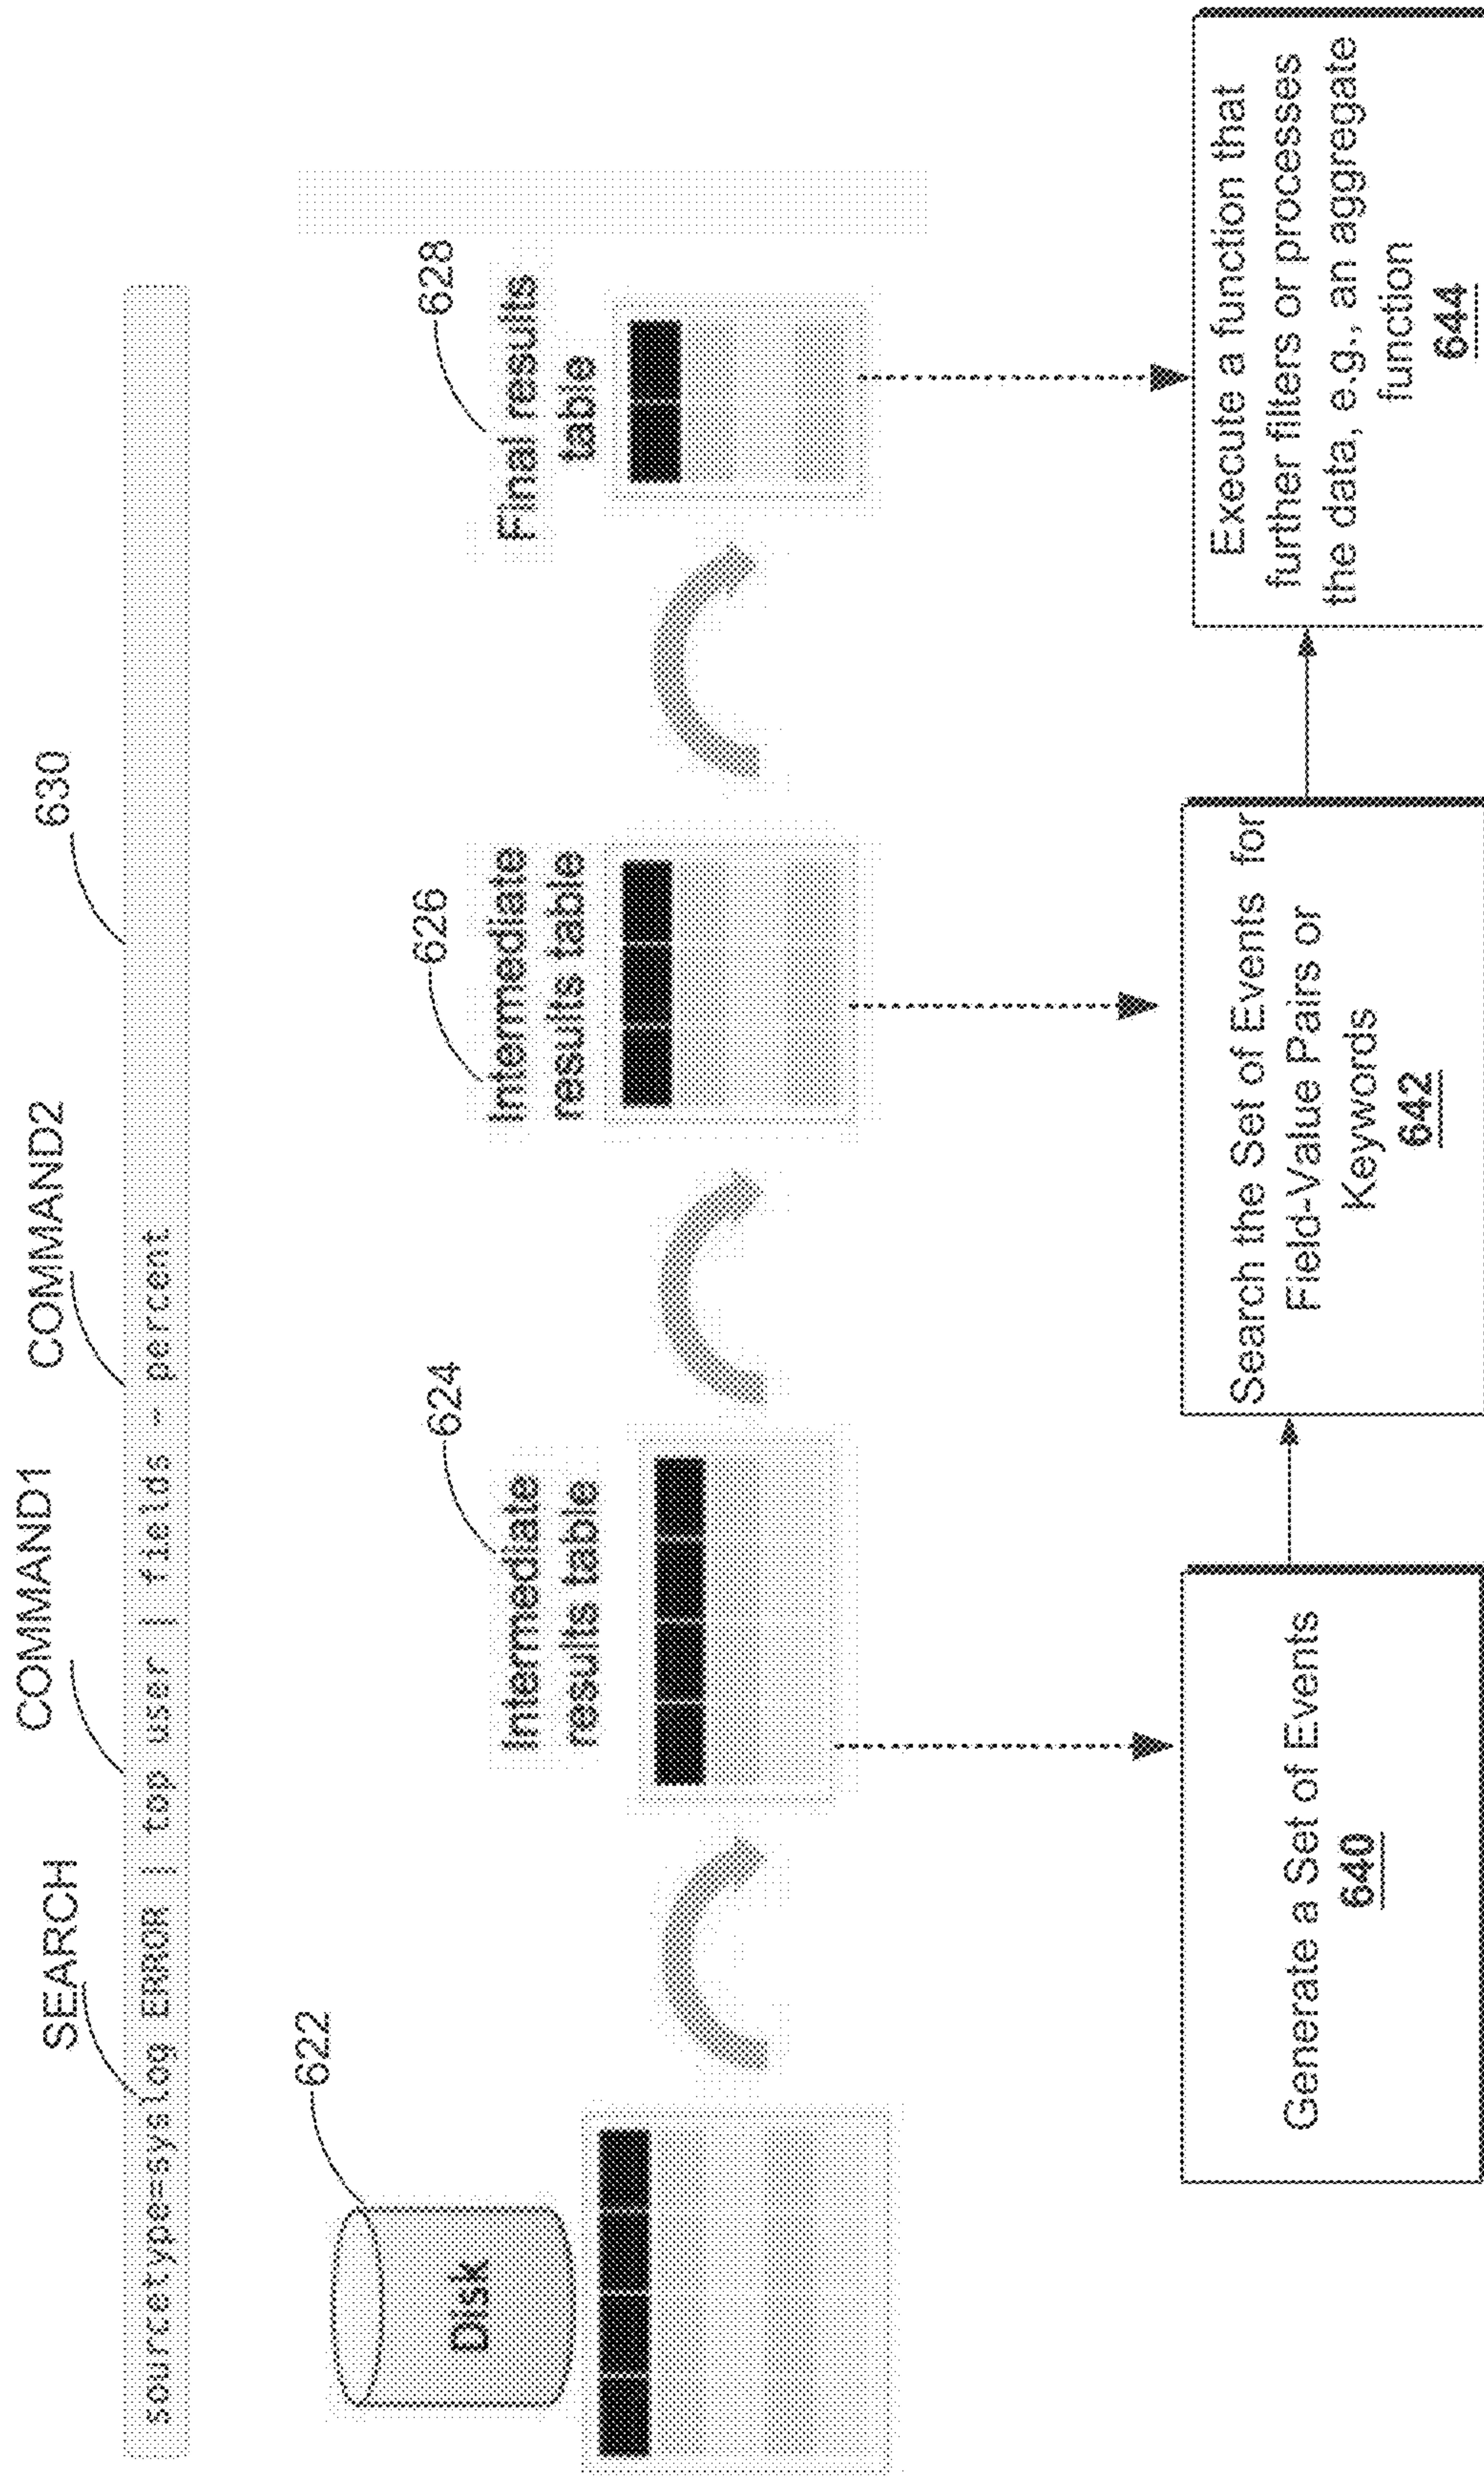 SEARCH
COMMAND1
COMMAND2
630
sourcetype=syslog ERROR | top user | fields – percent
622
Disk
624
Intermediate
results table
626
Intermediate
results table
628
Final results
table
Generate a Set of Events
640
Search the Set of Events for
Field-Value Pairs or
Keywords
642
Execute a function that
further filters or processes
the data, e.g., an aggregate
function
644